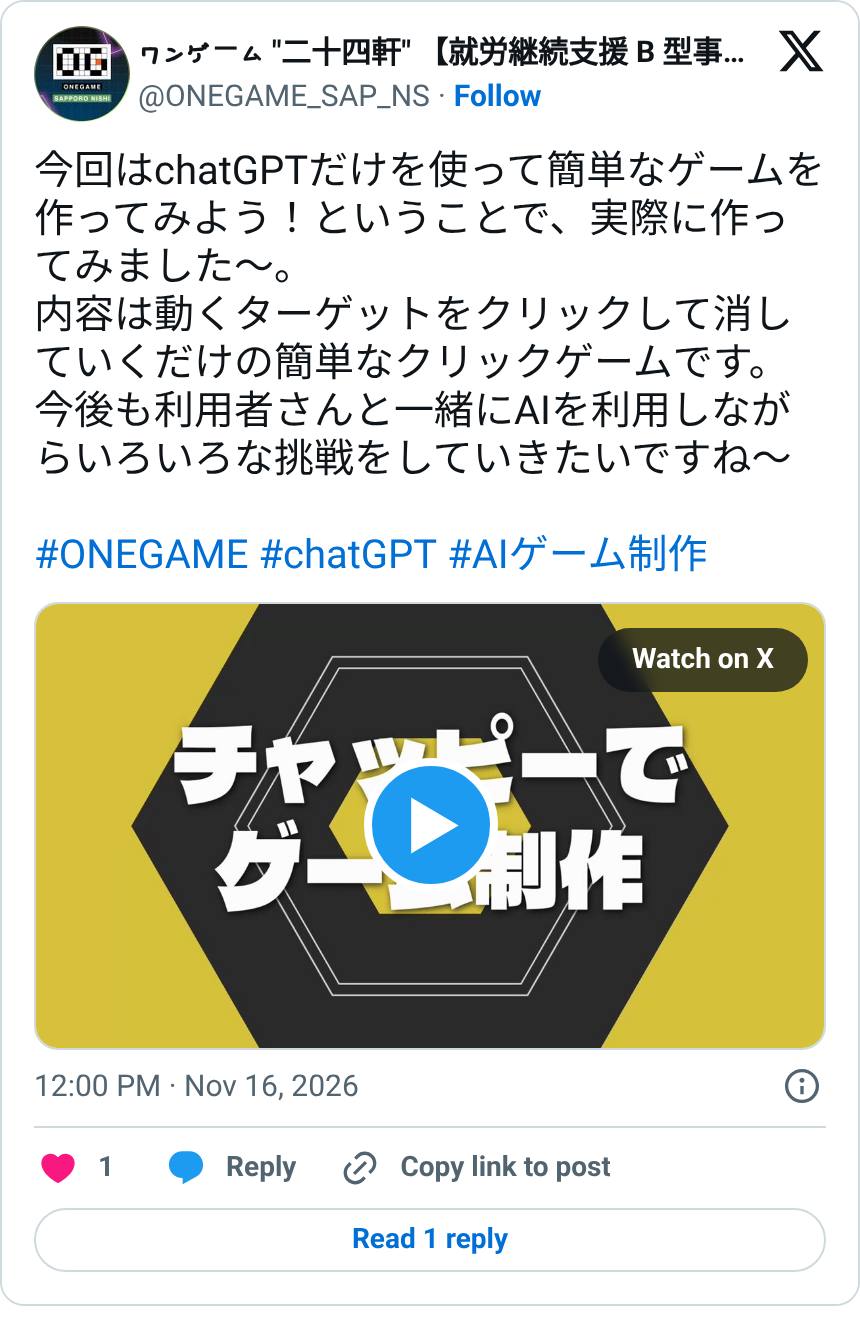 ワンゲーム "二十四軒" 【就労継続支援 B 型事...
@ONEGAME_SAP_NS · Follow
OG
ONEGAME
SAPPORO NISHI
今回はchatGPTだけを使って簡単なゲームを
作ってみよう！ということで、実際に作っ
てみました〜。
内容は動くターゲットをクリックして消し
ていくだけの簡単なクリックゲームです。
今後も利用者さんと一緒にAIを利用しなが
らいろいろな挑戦をしていきたいですね〜
#ONEGAME #chatGPT #AIゲーム制作
Watch on X
チャッピーで
ゲーム制作
12:00 PM · Nov 16, 2026
1
Reply
Copy link to post
Read 1 reply